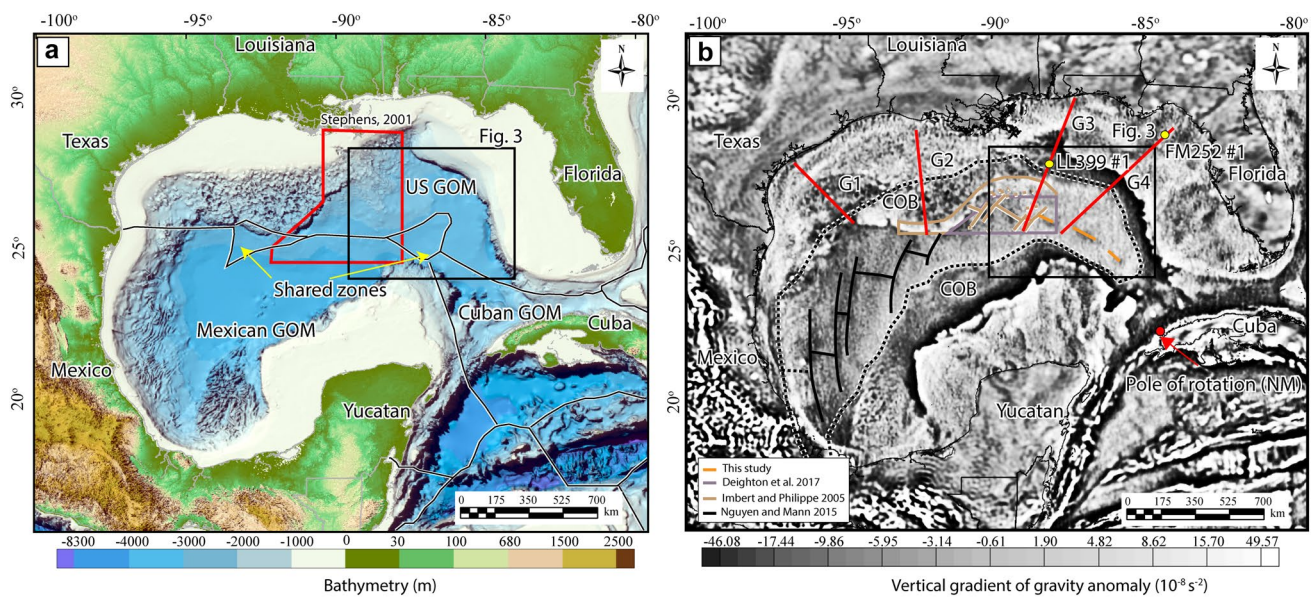 -100° -95° -90° -85° -80°
a
N
30°
25°
20°
Louisiana
Texas
Stephens, 2001
Fig. 3
US GOM
Florida
Shared zones
Mexican GOM
Cuban GOM
Cuba
Mexico
Yucatan
0 175 350 525 700
km
-8300 -4000 -3000 -2000 -1000 0 30 100 680 1500 2500
Bathymetry (m)
-100° -95° -90° -85° -80°
b
N
30°
25°
20°
Louisiana
Texas
G3
Fig. 3
FM252 #1
G2
LL399 #1
G1
G4
Florida
COB
COB
Cuba
Mexico
Pole of rotation (NM)
Yucatan
This study
Deighton et al. 2017
Imbert and Philippe 2005
Nguyen and Mann 2015
0 175 350 525 700
km
-46.08 -17.44 -9.86 -5.95 -3.14 -0.61 1.90 4.82 8.62 15.70 49.57
Vertical gradient of gravity anomaly (10⁻⁸ s⁻²)